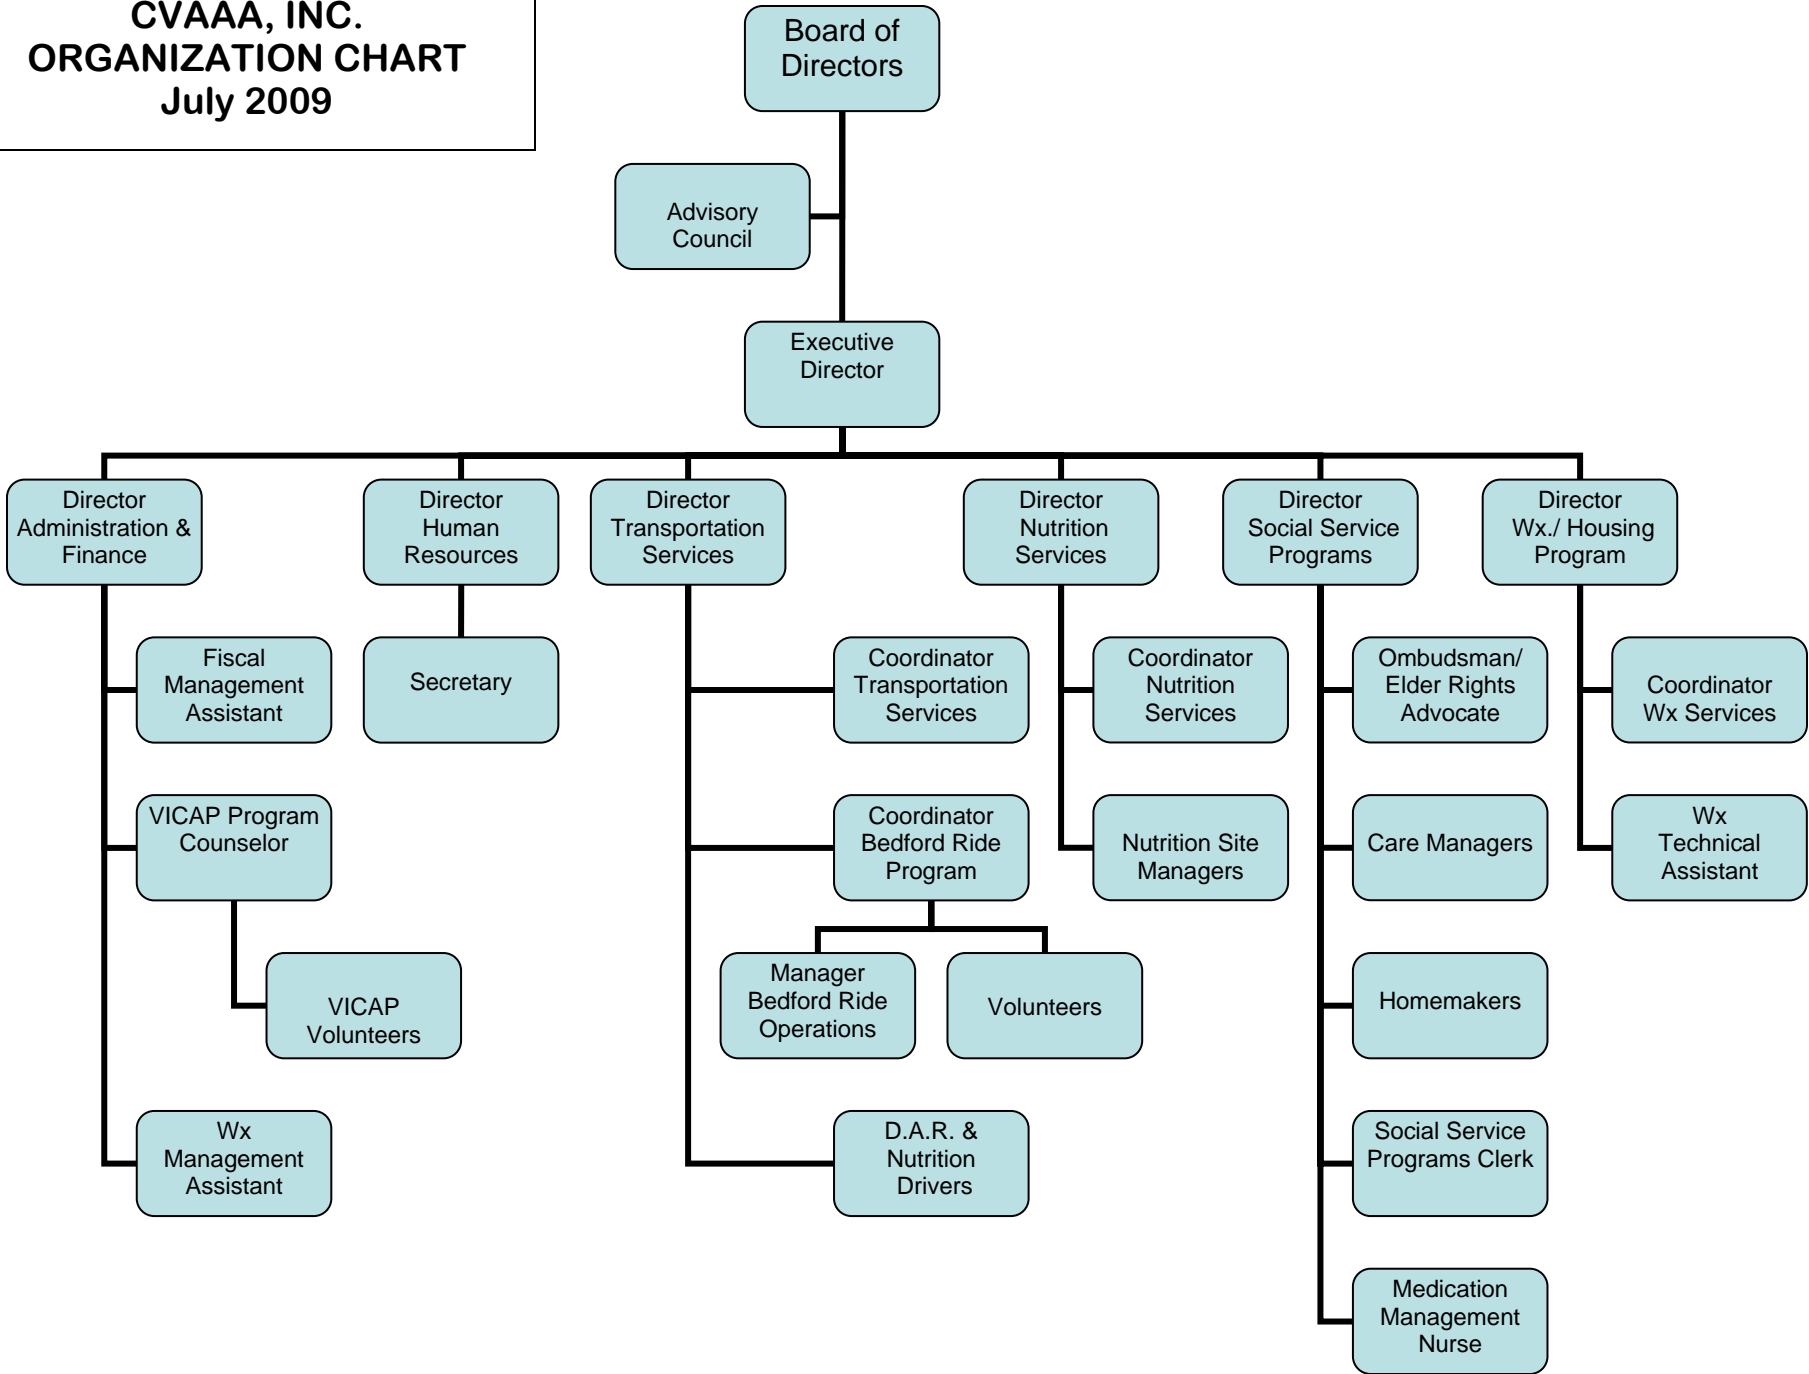 CVAAA, INC.
ORGANIZATION CHART
July 2009
Board of
Directors
Advisory
Council
Executive
Director
Director
Administration &
Finance
Director
Human
Resources
Director
Transportation
Services
Director
Nutrition
Services
Director
Social Service
Programs
Director
Wx./ Housing
Program
Fiscal
Management
Assistant
Secretary
Coordinator
Transportation
Services
Coordinator
Nutrition
Services
Ombudsman/
Elder Rights
Advocate
Coordinator
Wx Services
VICAP Program
Counselor
Coordinator
Bedford Ride
Program
Nutrition Site
Managers
Care Managers
Wx
Technical
Assistant
VICAP
Volunteers
Manager
Bedford Ride
Operations
Volunteers
Homemakers
Wx
Management
Assistant
D.A.R. &
Nutrition
Drivers
Social Service
Programs Clerk
Medication
Management
Nurse